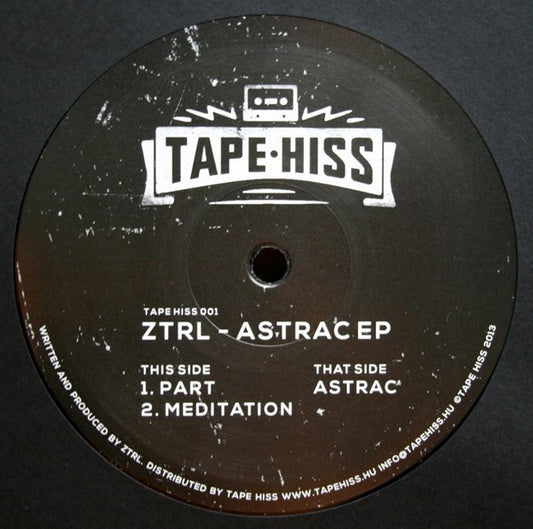 TAPE•HISS
TAPE HISS 001
ZTRL - ASTRAC EP
THIS SIDE
1. PART
2. MEDITATION
THAT SIDE
ASTRAC
WRITTEN AND PRODUCED BY ZTRL. DISTRIBUTED BY TAPE HISS WWW.TAPEHISS.HU INFO@TAPEHISS.HU ©TAPE HISS 2013